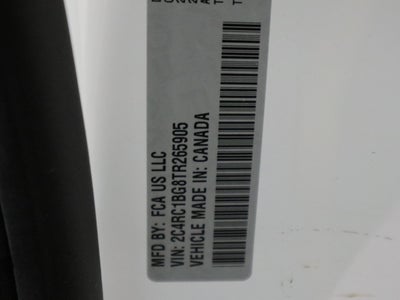 MFD BY: FCA US LLC
VIN: 2C4RC1BG8TR265905
VEHICLE MADE IN: CANADA